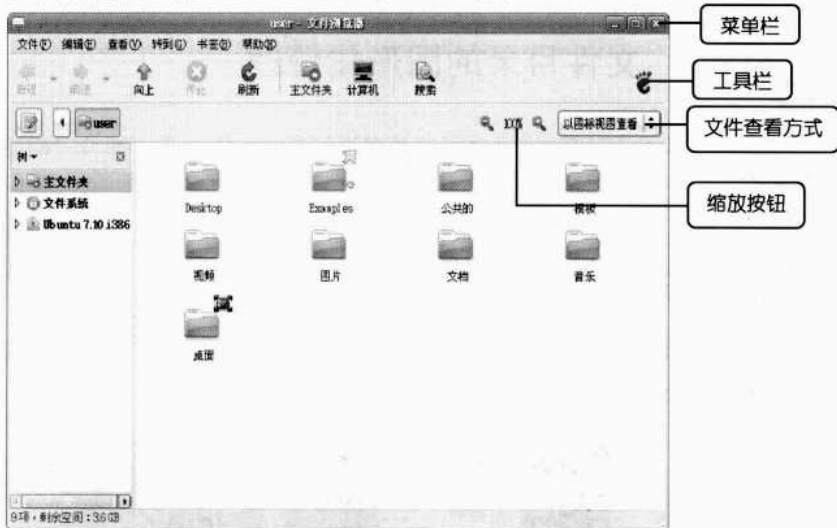 user - 文件浏览器
菜单栏
文件(F) 编辑(E) 查看(V) 转到(G) 书签(B) 帮助(H)
工具栏
后退 前进 向上 停止 刷新 主文件夹 计算机 搜索
user 100% 以图标视图查看
文件查看方式
缩放按钮
树
主文件夹
文件系统
Ubuntu 7.10 i386
Desktop Examples 公共的 模板
视频 图片 文档 音乐
桌面
9项，剩余空间：3.6 GB